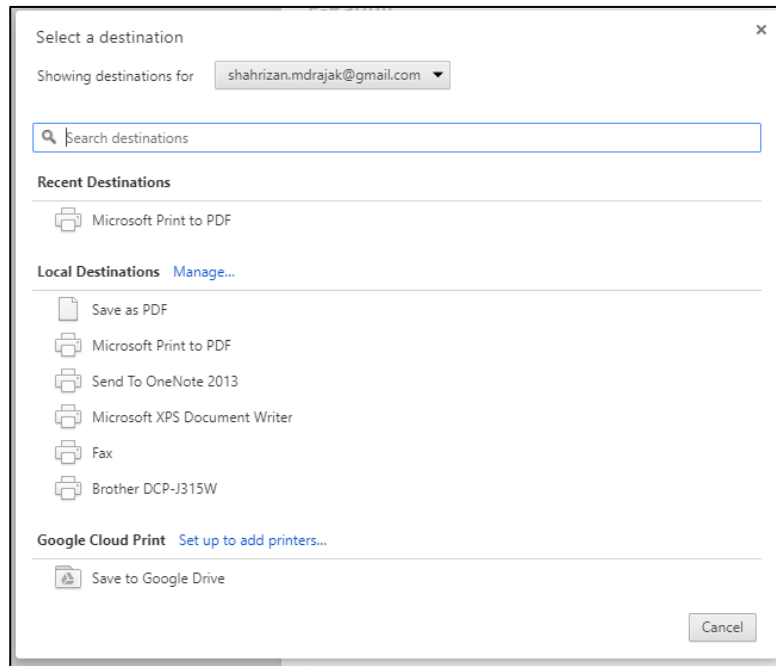 Select a destination
Showing destinations for shahrizan.mdrajak@gmail.com
Search destinations
Recent Destinations
Microsoft Print to PDF
Local Destinations Manage...
Save as PDF
Microsoft Print to PDF
Send To OneNote 2013
Microsoft XPS Document Writer
Fax
Brother DCP-J315W
Google Cloud Print Set up to add printers...
Save to Google Drive
Cancel